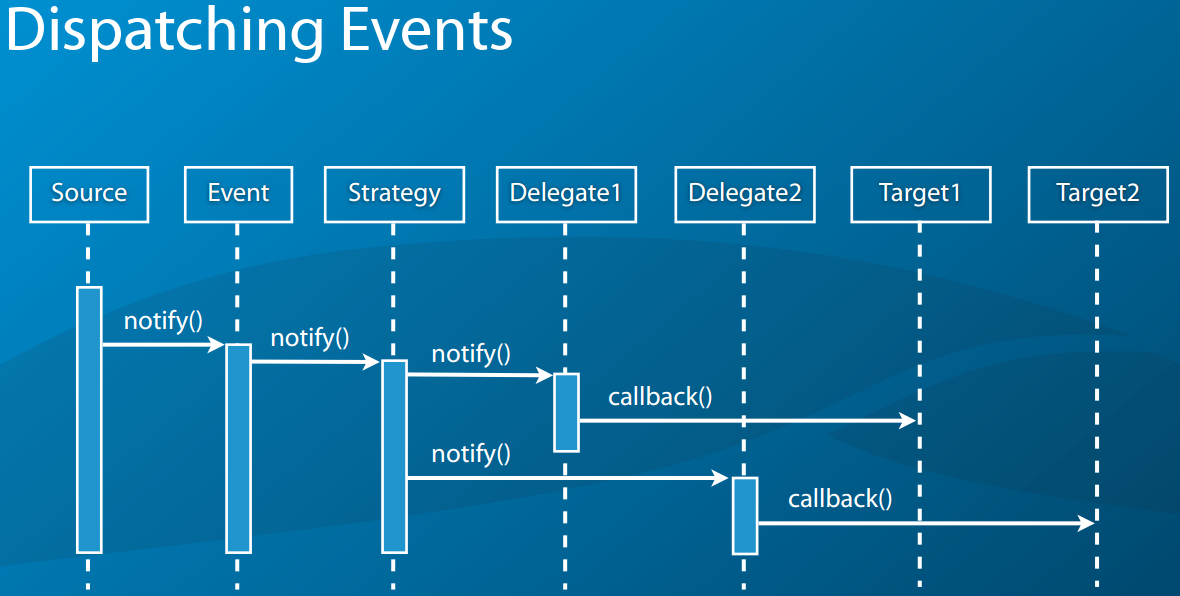 Dispatching Events
Source
Event
Strategy
Delegate1
Delegate2
Target1
Target2
notify()
notify()
notify()
callback()
notify()
callback()